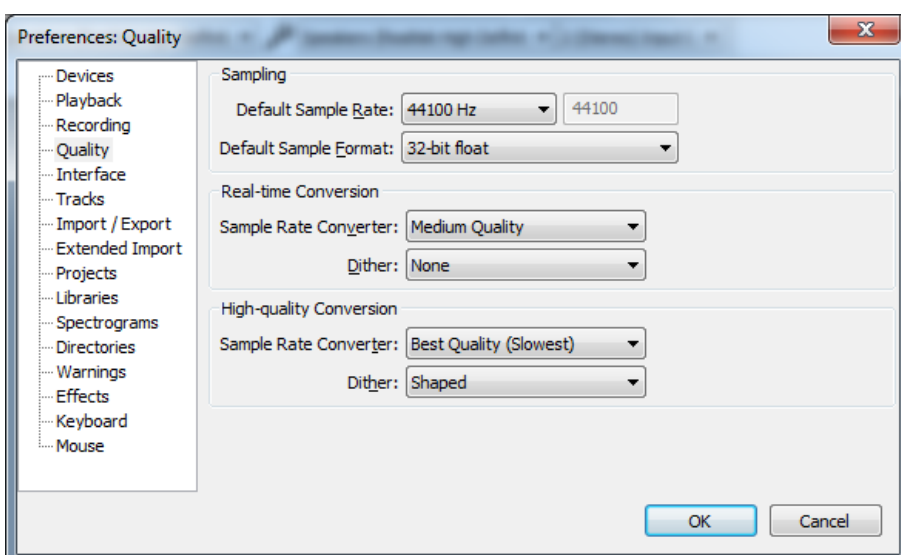 Preferences: Quality
Devices
Playback
Recording
Quality
Interface
Tracks
Import / Export
Extended Import
Projects
Libraries
Spectrograms
Directories
Warnings
Effects
Keyboard
Mouse
Sampling
Default Sample Rate: 44100 Hz 44100
Default Sample Format: 32-bit float
Real-time Conversion
Sample Rate Converter: Medium Quality
Dither: None
High-quality Conversion
Sample Rate Converter: Best Quality (Slowest)
Dither: Shaped
OK Cancel